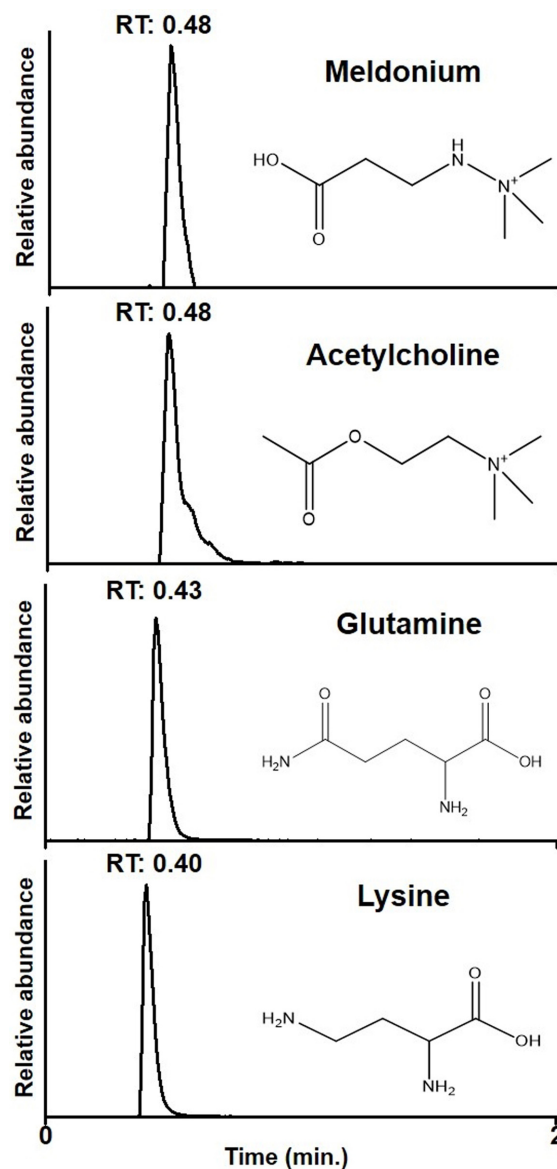 RT: 0.48
Relative abundance
Meldonium
HO
O
H
N
N+
RT: 0.48
Relative abundance
Acetylcholine
O
O
N+
RT: 0.43
Relative abundance
Glutamine
O
O
H₂N
OH
NH₂
RT: 0.40
Relative abundance
Lysine
O
H₂N
OH
NH₂
0
2
Time (min.)